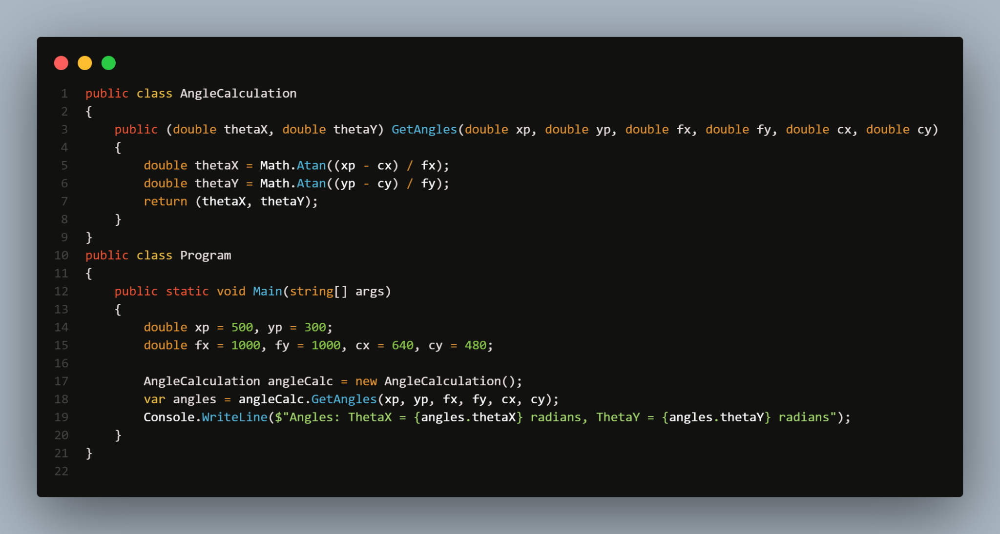 1 public class AngleCalculation
2 {
3     public (double thetaX, double thetaY) GetAngles(double xp, double yp, double fx, double fy, double cx, double cy)
4     {
5         double thetaX = Math.Atan((xp - cx) / fx);
6         double thetaY = Math.Atan((yp - cy) / fy);
7         return (thetaX, thetaY);
8     }
9 }
10 public class Program
11 {
12     public static void Main(string[] args)
13     {
14         double xp = 500, yp = 300;
15         double fx = 1000, fy = 1000, cx = 640, cy = 480;
16
17         AngleCalculation angleCalc = new AngleCalculation();
18         var angles = angleCalc.GetAngles(xp, yp, fx, fy, cx, cy);
19         Console.WriteLine($"Angles: ThetaX = {angles.thetaX} radians, ThetaY = {angles.thetaY} radians");
20     }
21 }
22